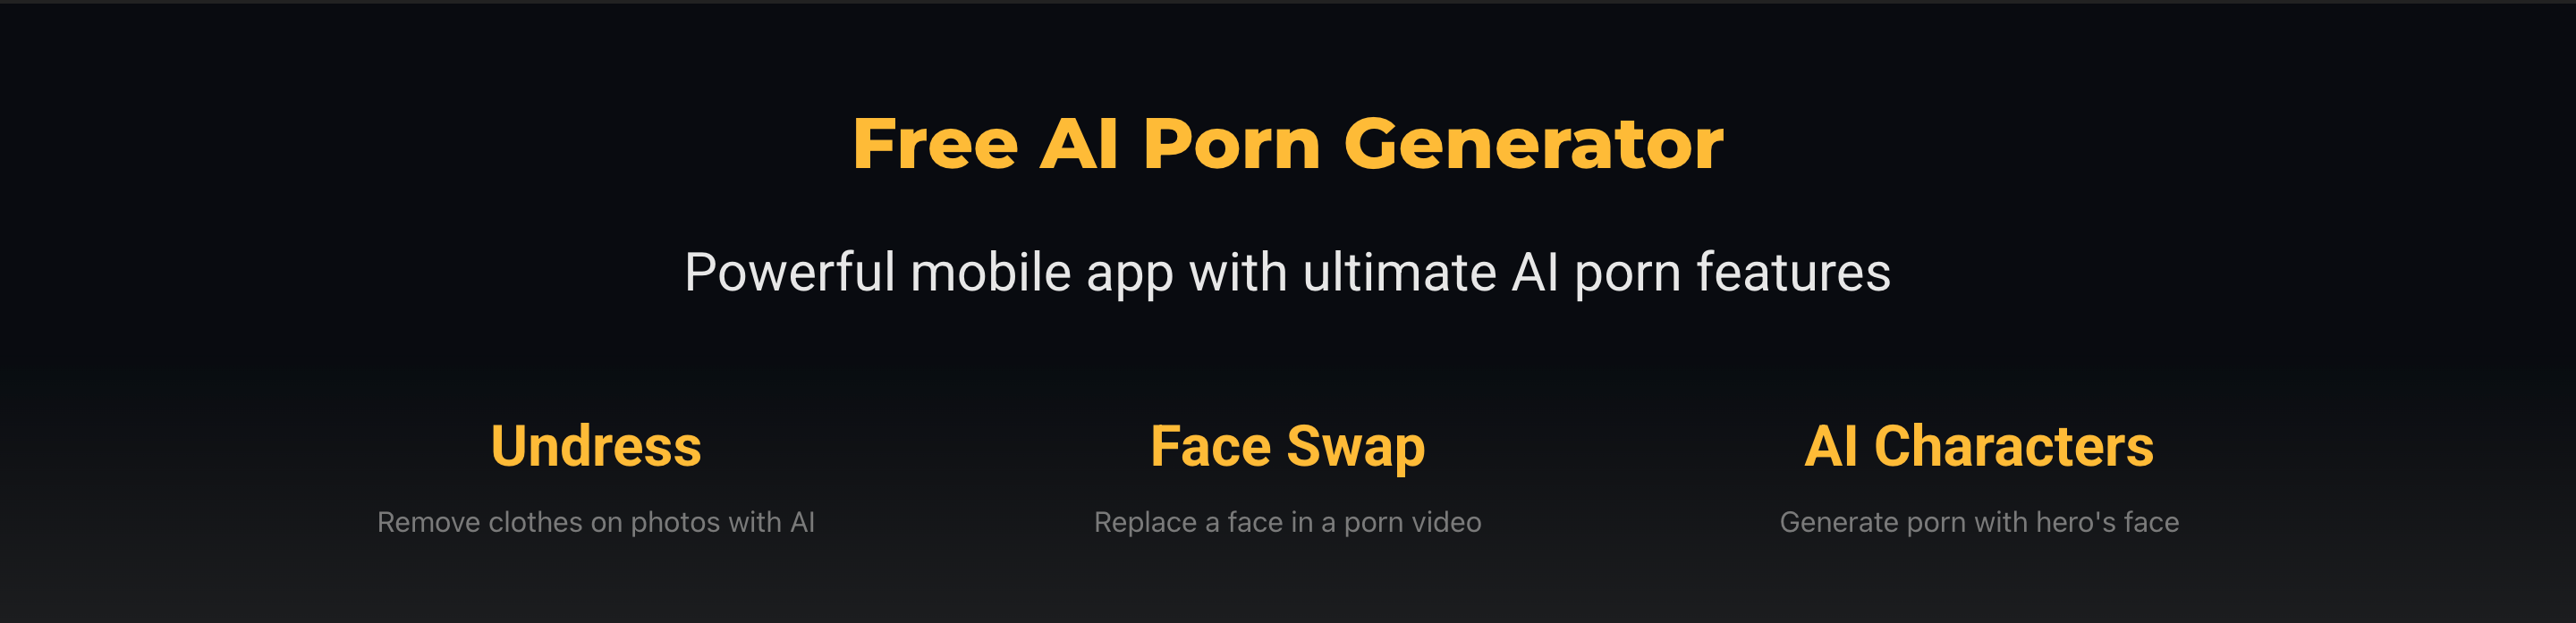 Free AI Porn Generator
Powerful mobile app with ultimate AI porn features
Undress
Face Swap
AI Characters
Remove clothes on photos with AI
Replace a face in a porn video
Generate porn with hero's face